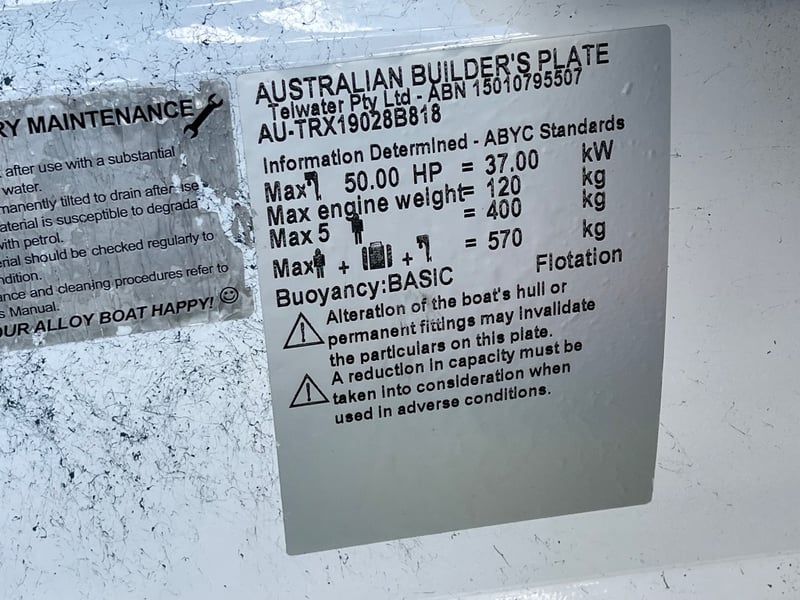 RY MAINTENANCE
after use with a substantial
water.
manently tilted to drain after use
aterial is susceptible to degrada
with petrol.
erial should be checked regularly to
ndition.
ance and cleaning procedures refer to
s Manual.
OUR ALLOY BOAT HAPPY!
AUSTRALIAN BUILDER'S PLATE
Telwater Pty Ltd - ABN 15010795507
AU-TRX19028B818
Information Determined - ABYC Standards
Max 50.00 HP = 37.00 kW
Max engine weight= 120 kg
Max 5 = 400 kg
Max + + = 570 kg
Buoyancy:BASIC Flotation
Alteration of the boat's hull or
permanent fittings may invalidate
the particulars on this plate.
A reduction in capacity must be
taken into consideration when
used in adverse conditions.